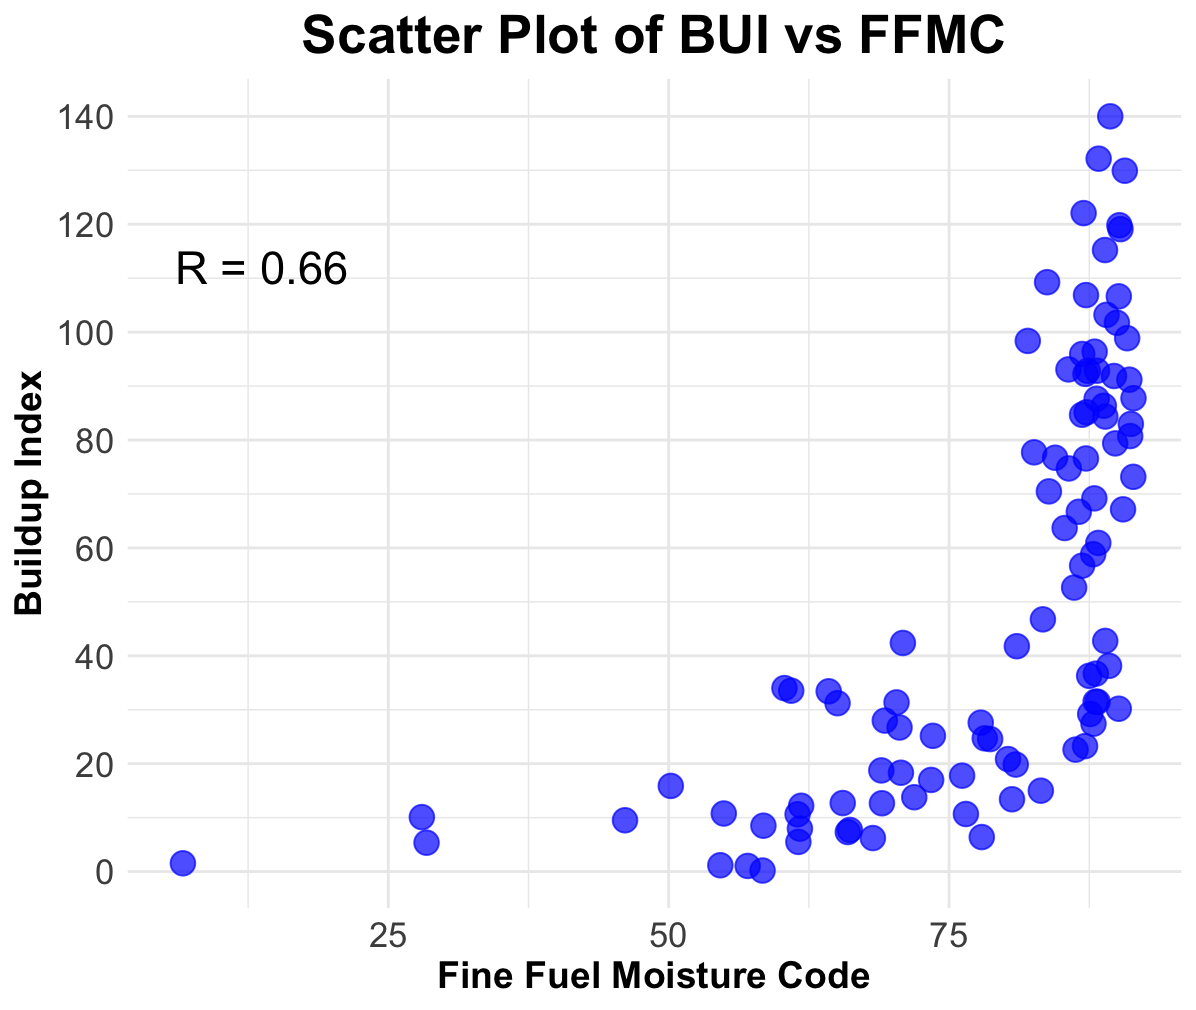 Scatter Plot of BUI vs FFMC
140
120
R = 0.66
100
80
60
40
20
0
Buildup Index
25 50 75
Fine Fuel Moisture Code